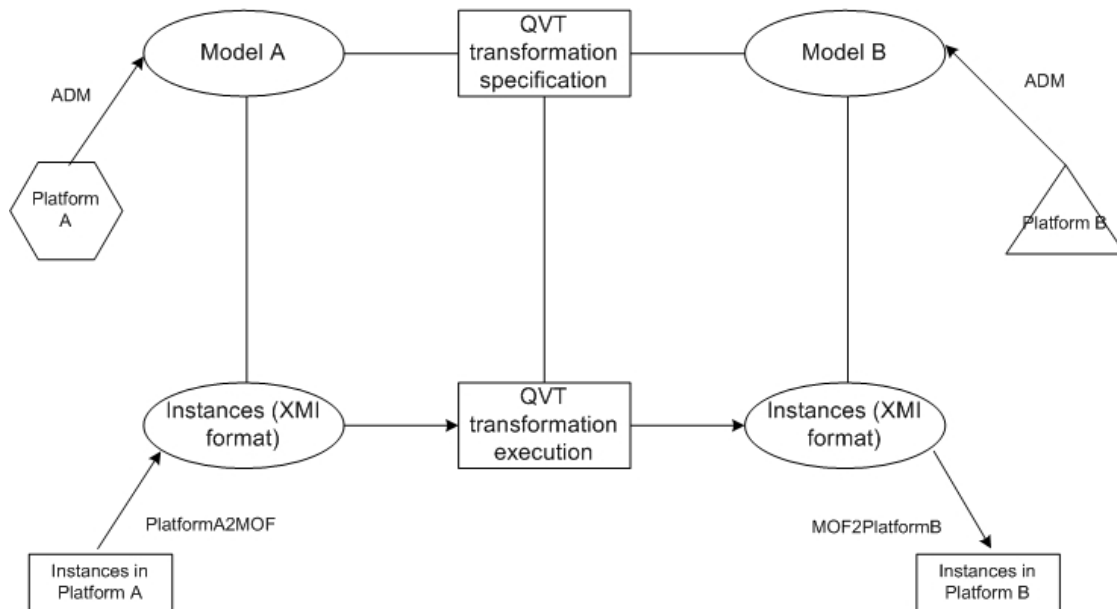 QVT
transformation
specification
Model A
Model B
ADM
ADM
Platform
A
Platform B
QVT
transformation
execution
Instances (XMI
format)
Instances (XMI
format)
PlatformA2MOF
MOF2PlatformB
Instances in
Platform A
Instances in
Platform B